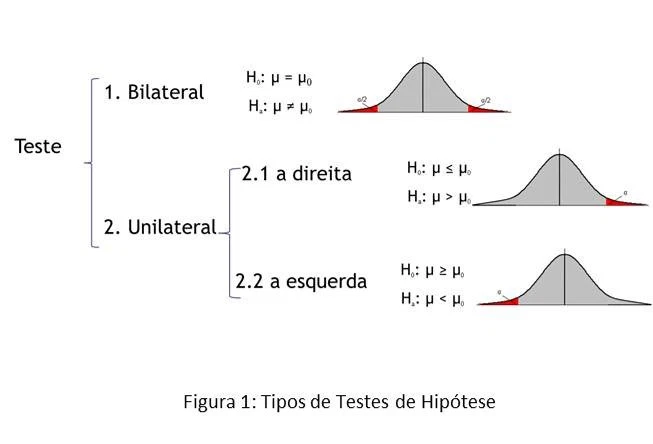 Teste
1. Bilateral
H₀: µ = µ₀
Hₐ: µ ≠ µ₀
α/2
α/2
2. Unilateral
2.1 a direita
H₀: µ ≤ µ₀
Hₐ: µ > µ₀
α
2.2 a esquerda
H₀: µ ≥ µ₀
Hₐ: µ < µ₀
α
Figura 1: Tipos de Testes de Hipótese